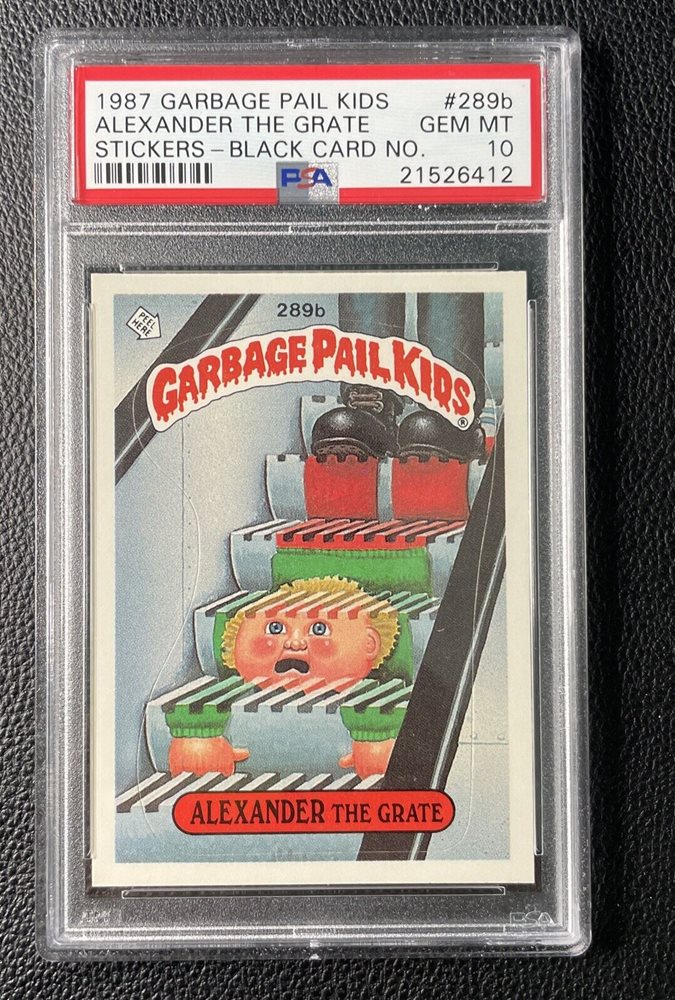 1987 GARBAGE PAIL KIDS #289b
ALEXANDER THE GRATE GEM MT
STICKERS – BLACK CARD NO. 10
PSA 21526412
289b
PEEL
HERE
GARBAGE PAIL KIDS®
ALEXANDER THE GRATE
PSA